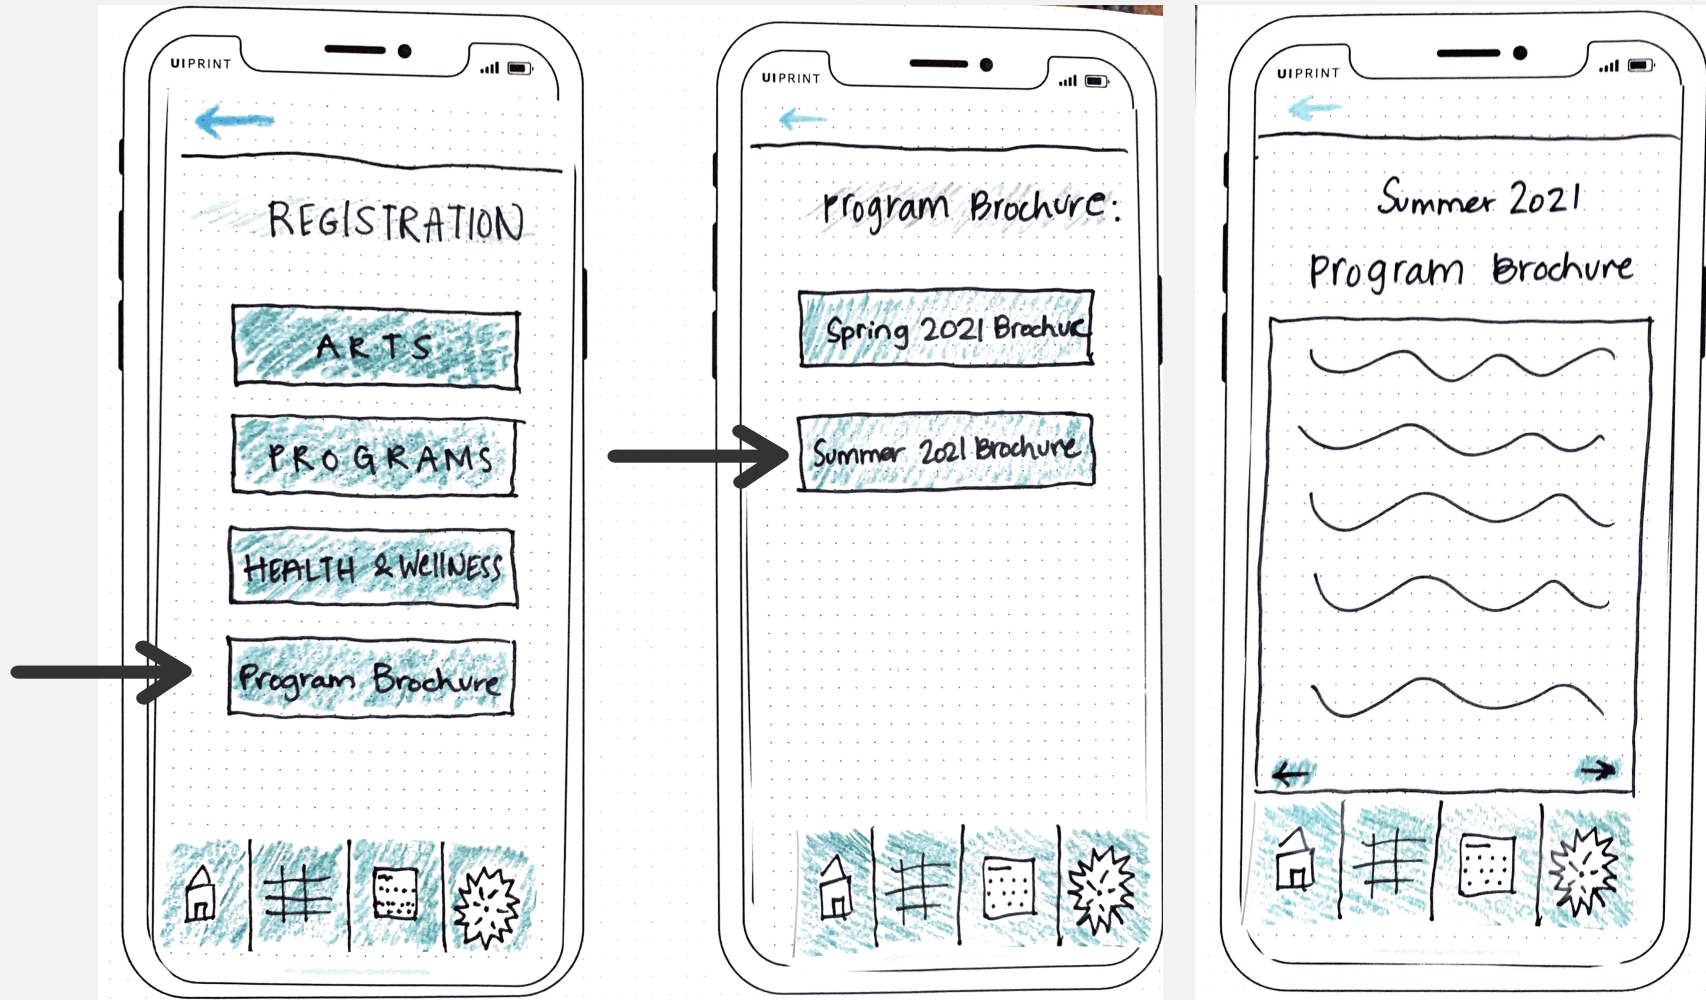 UIPRINT
REGISTRATION
ARTS
PROGRAMS
HEALTH & WellNESS
Program Brochure
UIPRINT
Program Brochure:
Spring 2021 Brochuc
Summer 2021 Brochure
UIPRINT
Summer 2021
Program Brochure